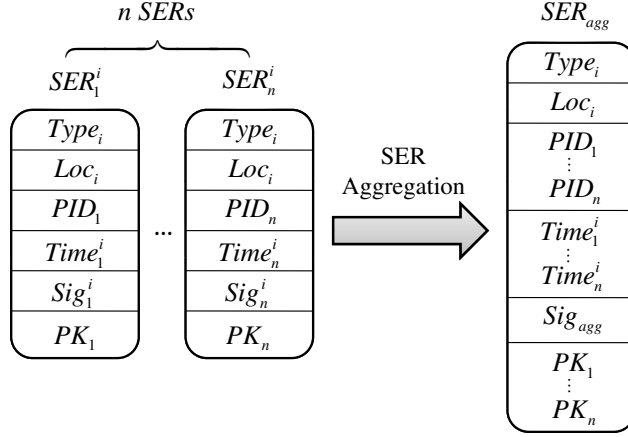 n SERs
SER_1^i
Type_i
Loc_i
PID_1
Time_1^i
Sig_1^i
PK_1
...
SER_n^i
Type_i
Loc_i
PID_n
Time_n^i
Sig_n^i
PK_n
SER
Aggregation
SER_agg
Type_i
Loc_i
PID_1
⋮
PID_n
Time_1^i
⋮
Time_n^i
Sig_agg
PK_1
⋮
PK_n